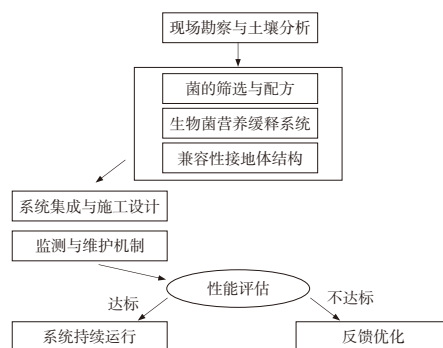 现场勘察与土壤分析
菌的筛选与配方
生物菌营养缓释系统
兼容性接地体结构
系统集成与施工设计
监测与维护机制
性能评估
达标
不达标
系统持续运行
反馈优化